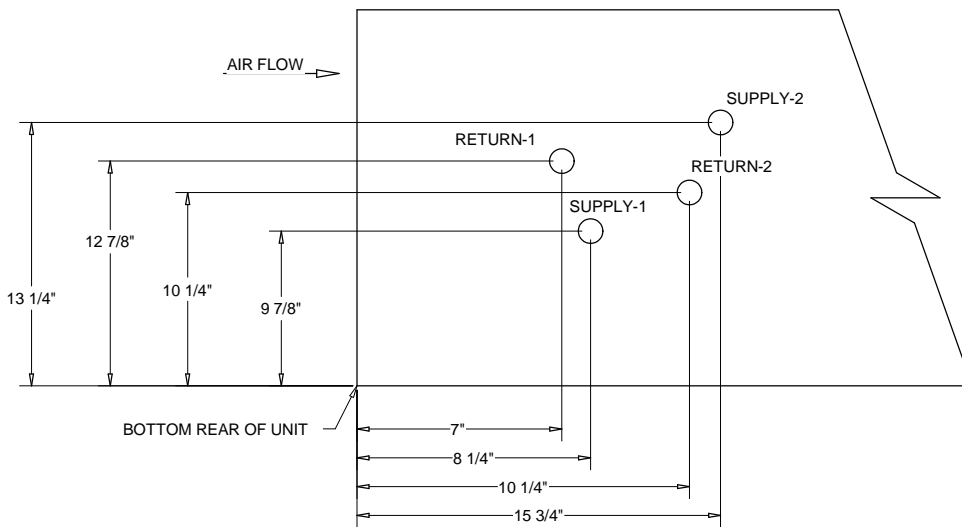 AIR FLOW
SUPPLY-2
RETURN-1
RETURN-2
SUPPLY-1
12 7/8"
10 1/4"
13 1/4"
9 7/8"
BOTTOM REAR OF UNIT
7"
8 1/4"
10 1/4"
15 3/4"